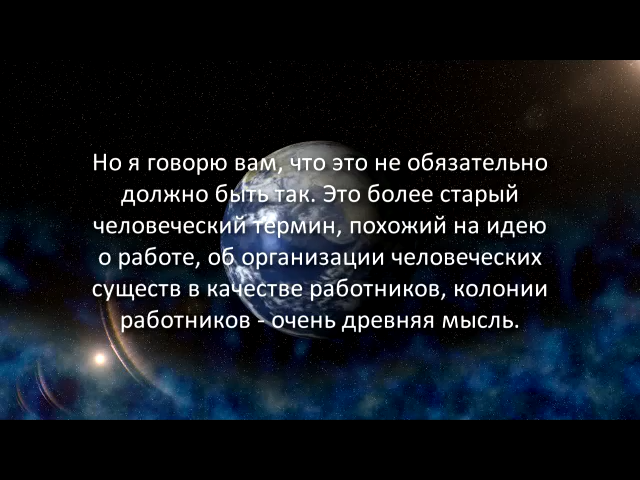 Но я говорю вам, что это не обязательно
должно быть так. Это более старый
человеческий термин, похожий на идею
о работе, об организации человеческих
существ в качестве работников, колонии
работников - очень древняя мысль.